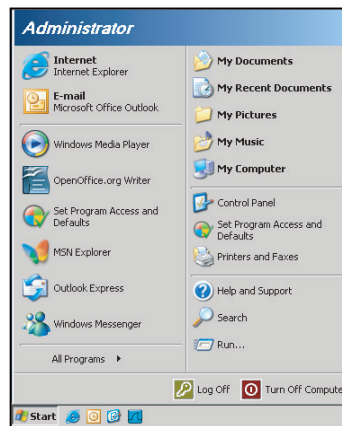 Administrator
Internet
Internet Explorer
E-mail
Microsoft Office Outlook
Windows Media Player
OpenOffice.org Writer
Set Program Access and
Defaults
MSN Explorer
Outlook Express
Windows Messenger
All Programs
My Documents
My Recent Documents
My Pictures
My Music
My Computer
Control Panel
Set Program Access and
Defaults
Printers and Faxes
Help and Support
Search
Run...
Log Off
Turn Off Compute
Start